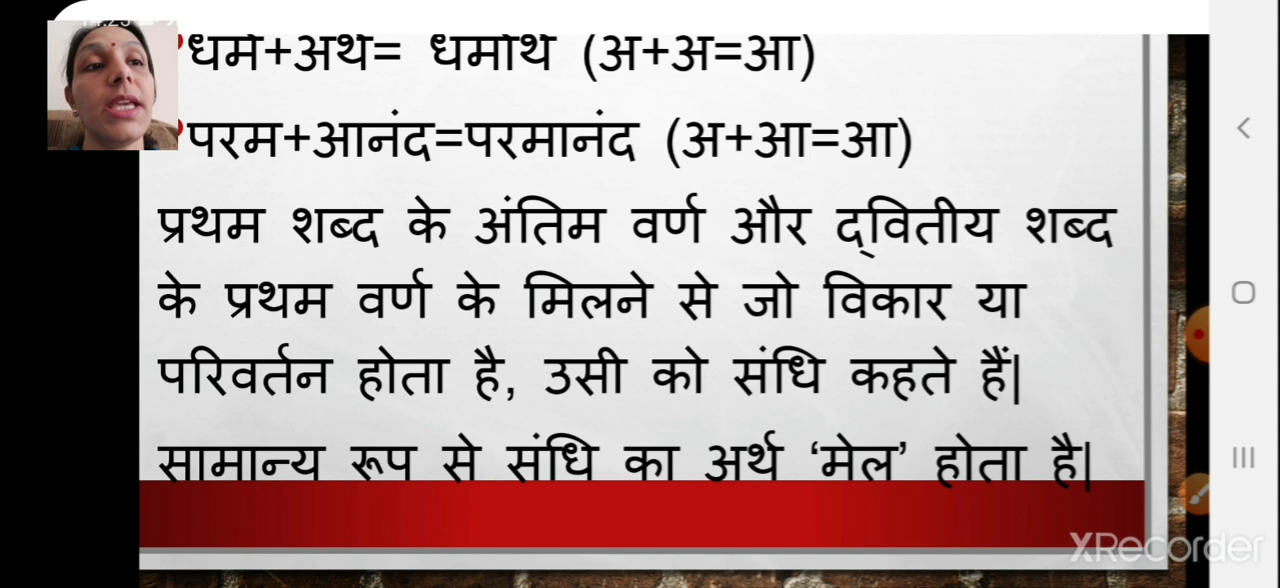 धर्म+अर्थ= धर्मार्थ (अ+अ=आ)
परम+आनंद=परमानंद (अ+आ=आ)
प्रथम शब्द के अंतिम वर्ण और द्वितीय शब्द
के प्रथम वर्ण के मिलने से जो विकार या
परिवर्तन होता है, उसी को संधि कहते हैं|
सामान्य रूप से संधि का अर्थ ‘मेल’ होता है|
XRecorder